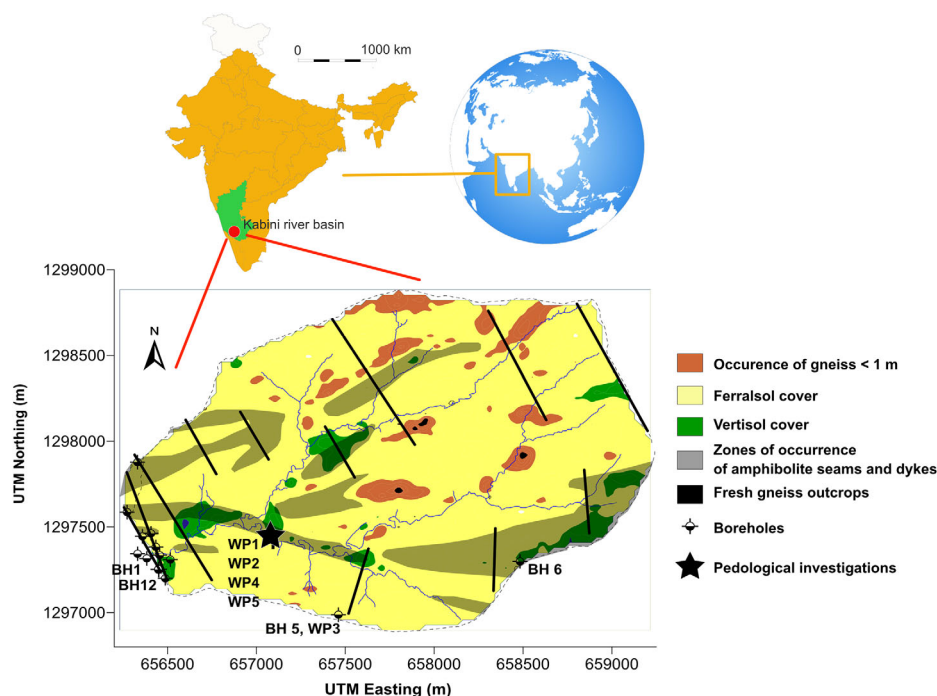 0 1000 km
Kabini river basin
1299000
1298500
1298000
1297500
1297000
UTM Northing (m)
N
WP1
WP2
WP4
WP5
BH1
BH12
BH 5, WP3
BH 6
656500 657000 657500 658000 658500 659000
UTM Easting (m)
Occurence of gneiss < 1 m
Ferralsol cover
Vertisol cover
Zones of occurrence
of amphibolite seams and dykes
Fresh gneiss outcrops
Boreholes
Pedological investigations